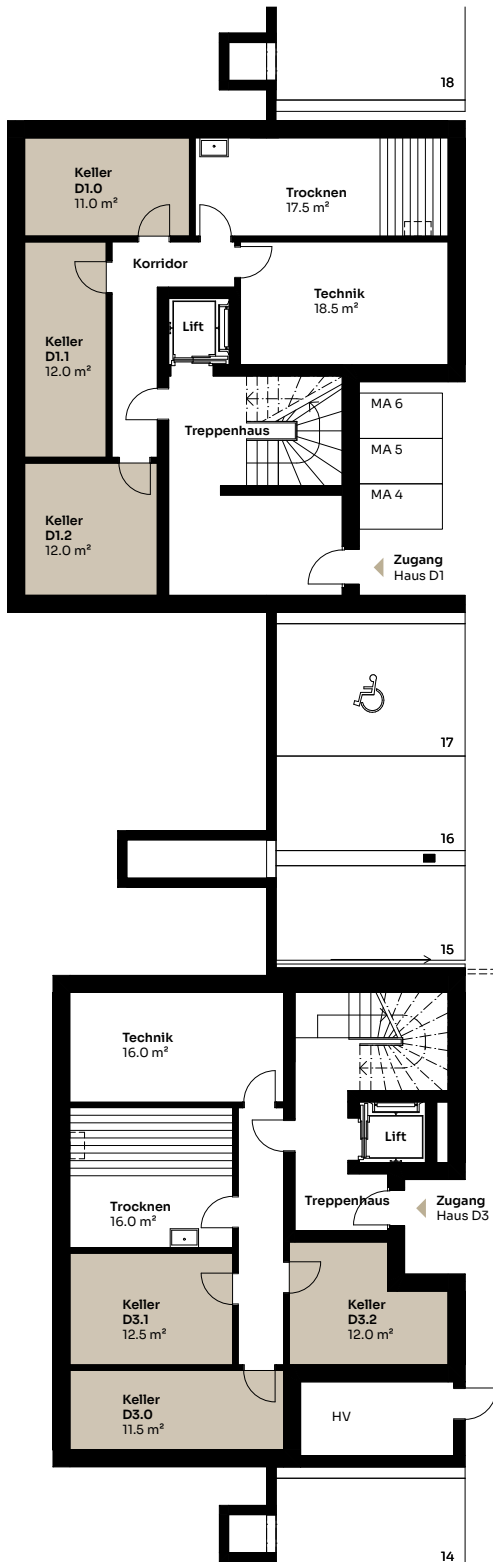 18
Keller
D1.0
11.0 m²
Trocknen
17.5 m²
Korridor
Technik
18.5 m²
Lift
Keller
D1.1
12.0 m²
MA 6
Treppenhaus
MA 5
MA 4
Keller
D1.2
12.0 m²
Zugang
Haus D1
17
16
15
Technik
16.0 m²
Lift
Trocknen
16.0 m²
Treppenhaus
Zugang
Haus D3
Keller
D3.1
12.5 m²
Keller
D3.2
12.0 m²
Keller
D3.0
11.5 m²
HV
14